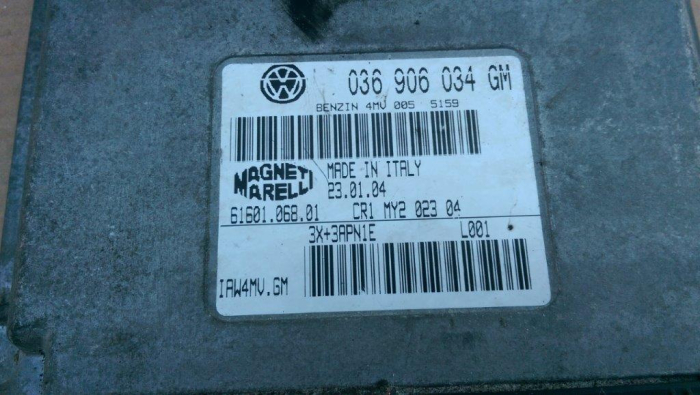 036 906 034 GM
BENZIN 4MV 005 5159
MAGNETI MARELLI
MADE IN ITALY
23.01.04
61601.068.01 CR1 MY2 023 04
3X+3APN1E L001
IAW4MV.GM